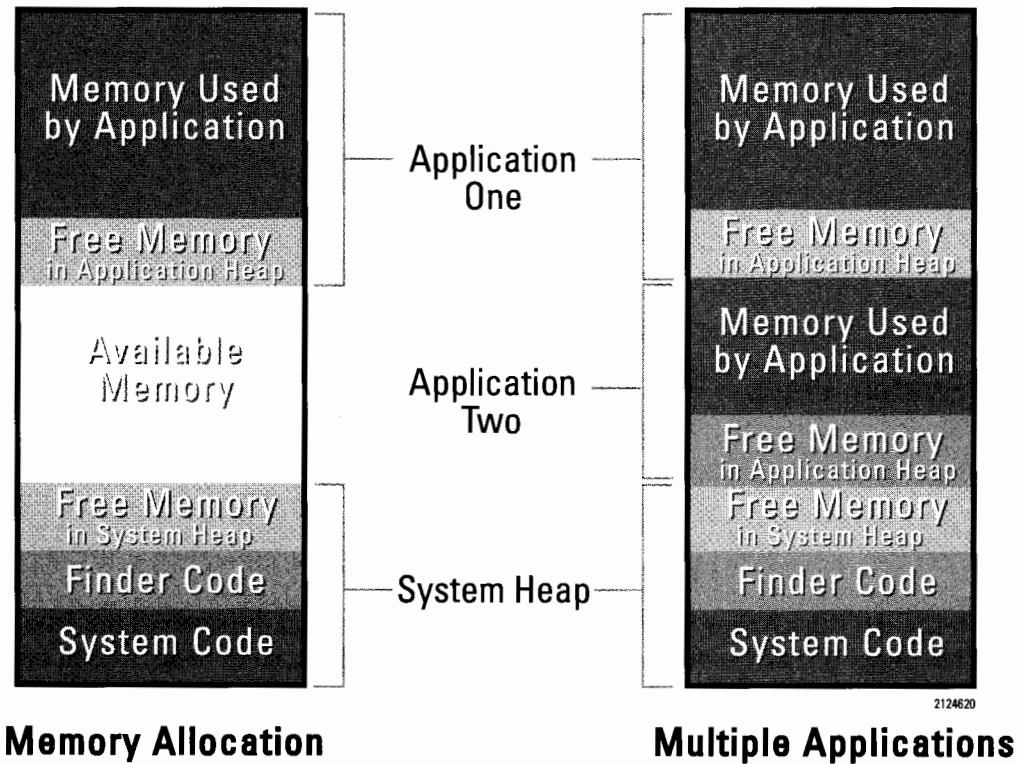 Memory Used
by Application
Free Memory
in Application Heap
Available
Memory
Free Memory
in System Heap
Finder Code
System Code
Application
One
Application
Two
System Heap
Memory Used
by Application
Free Memory
in Application Heap
Memory Used
by Application
Free Memory
in Application Heap
Free Memory
in System Heap
Finder Code
System Code
2124620
Memory Allocation
Multiple Applications